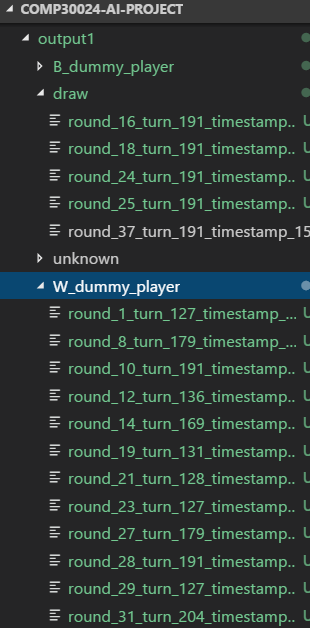 COMP30024-AI-PROJECT
output1
B_dummy_player
draw
round_16_turn_191_timestamp.. U
round_18_turn_191_timestamp.. U
round_24_turn_191_timestamp.. U
round_25_turn_191_timestamp.. U
round_37_turn_191_timestamp_15
unknown
W_dummy_player
round_1_turn_127_timestamp_... U
round_8_turn_179_timestamp_... U
round_10_turn_191_timestamp.. U
round_12_turn_136_timestamp.. U
round_14_turn_169_timestamp.. U
round_19_turn_131_timestamp.. U
round_21_turn_128_timestamp.. U
round_23_turn_127_timestamp.. U
round_27_turn_179_timestamp.. U
round_28_turn_191_timestamp.. U
round_29_turn_127_timestamp.. U
round_31_turn_204_timestamp.. U